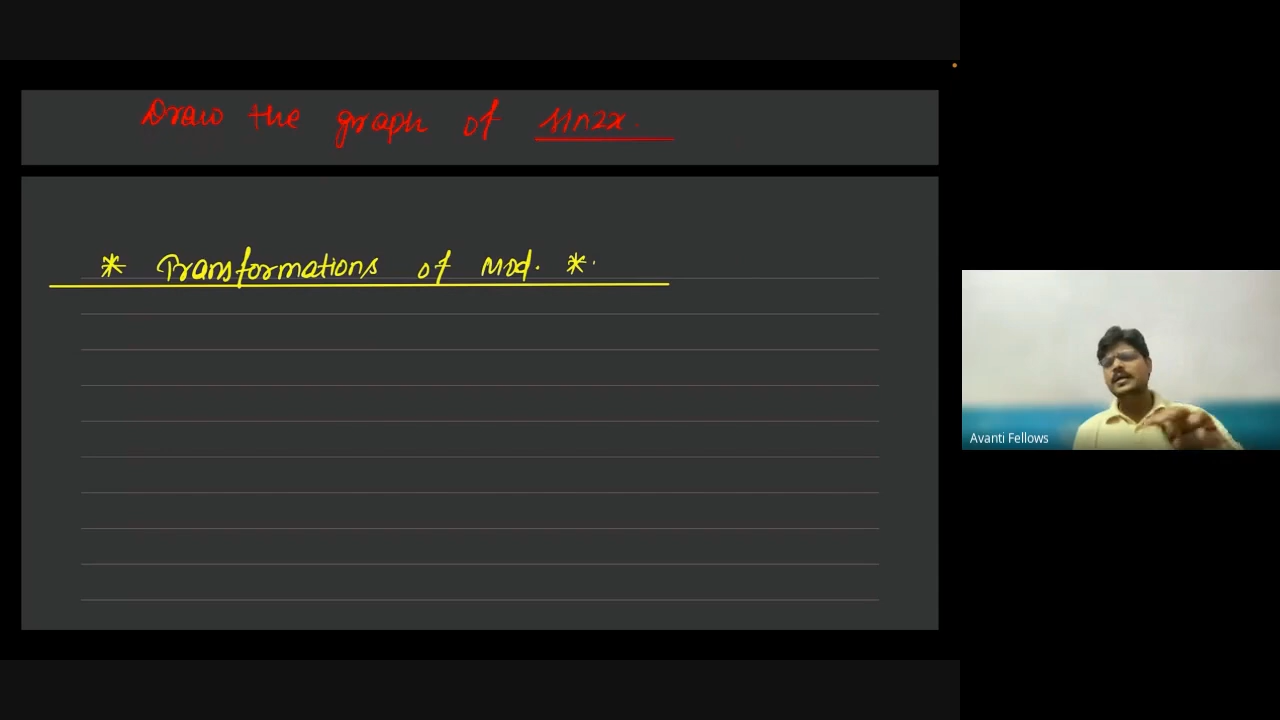 Draw the graph of sin2x.
* Transformations of Mod. *.
Avanti Fellows